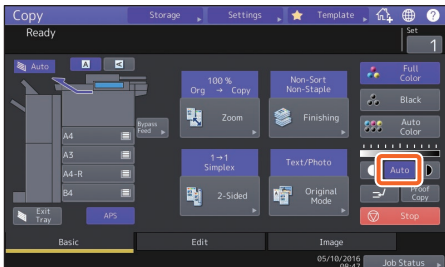 Copy
Storage
Settings
Template
Ready
Set
1
Auto
A
A
100 %
Org → Copy
Zoom
Non-Sort
Non-Staple
Finishing
Full
Color
Black
Auto
Color
Bypass
Feed
A4
A3
A4-R
B4
1→1
Simplex
2-Sided
Text/Photo
Original
Mode
Auto
Proof
Copy
Exit
Tray
APS
Stop
Basic
Edit
Image
05/10/2016
08:47
Job Status